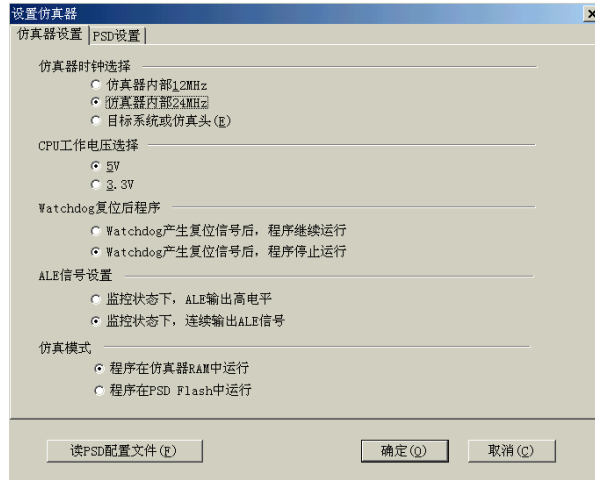 设置仿真器
仿真器设置 PSD设置
仿真器时钟选择
仿真器内部12MHz
仿真器内部24MHz
目标系统或仿真头(E)
CPU工作电压选择
5V
3.3V
Watchdog复位后程序
Watchdog产生复位信号后，程序继续运行
Watchdog产生复位信号后，程序停止运行
ALE信号设置
监控状态下，ALE输出高电平
监控状态下，连续输出ALE信号
仿真模式
程序在仿真器RAM中运行
程序在PSD Flash中运行
读PSD配置文件(F) 确定(O) 取消(C)